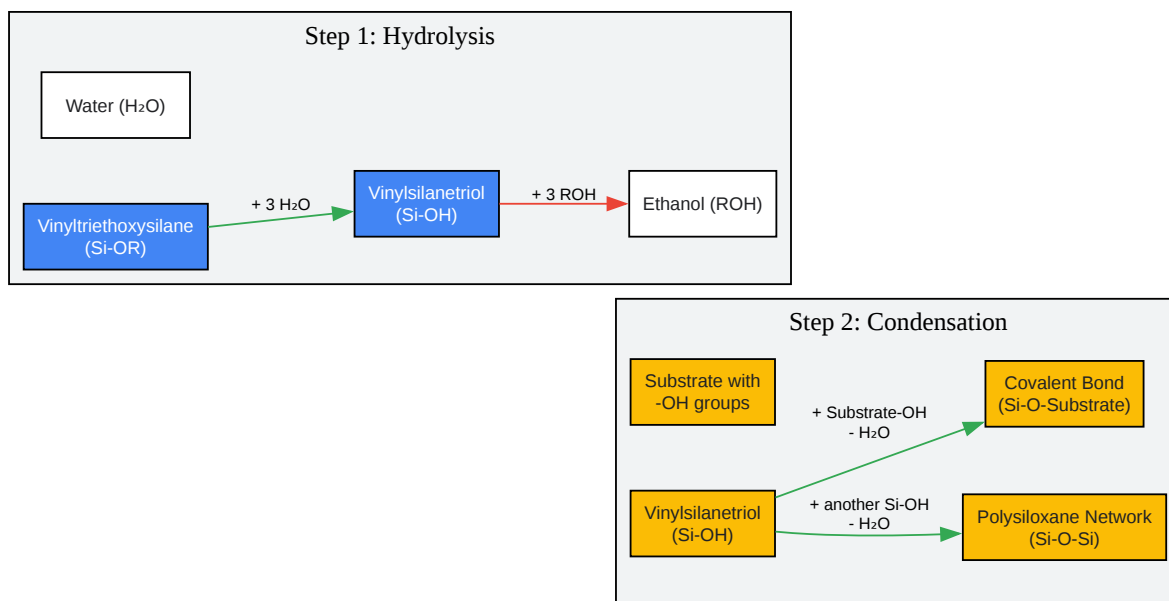 Step 1: Hydrolysis
Water (H₂O)
Vinyltriethoxysilane
(Si-OR)
+ 3 H₂O
Vinylsilanetriol
(Si-OH)
+ 3 ROH
Ethanol (ROH)
Step 2: Condensation
Substrate with
-OH groups
Vinylsilanetriol
(Si-OH)
+ Substrate-OH
- H₂O
Covalent Bond
(Si-O-Substrate)
+ another Si-OH
- H₂O
Polysiloxane Network
(Si-O-Si)